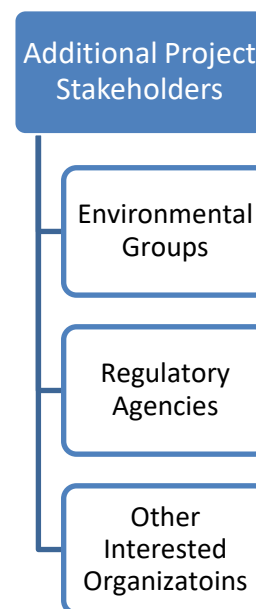 Additional Project
Stakeholders
Environmental
Groups
Regulatory
Agencies
Other
Interested
Organizatoins